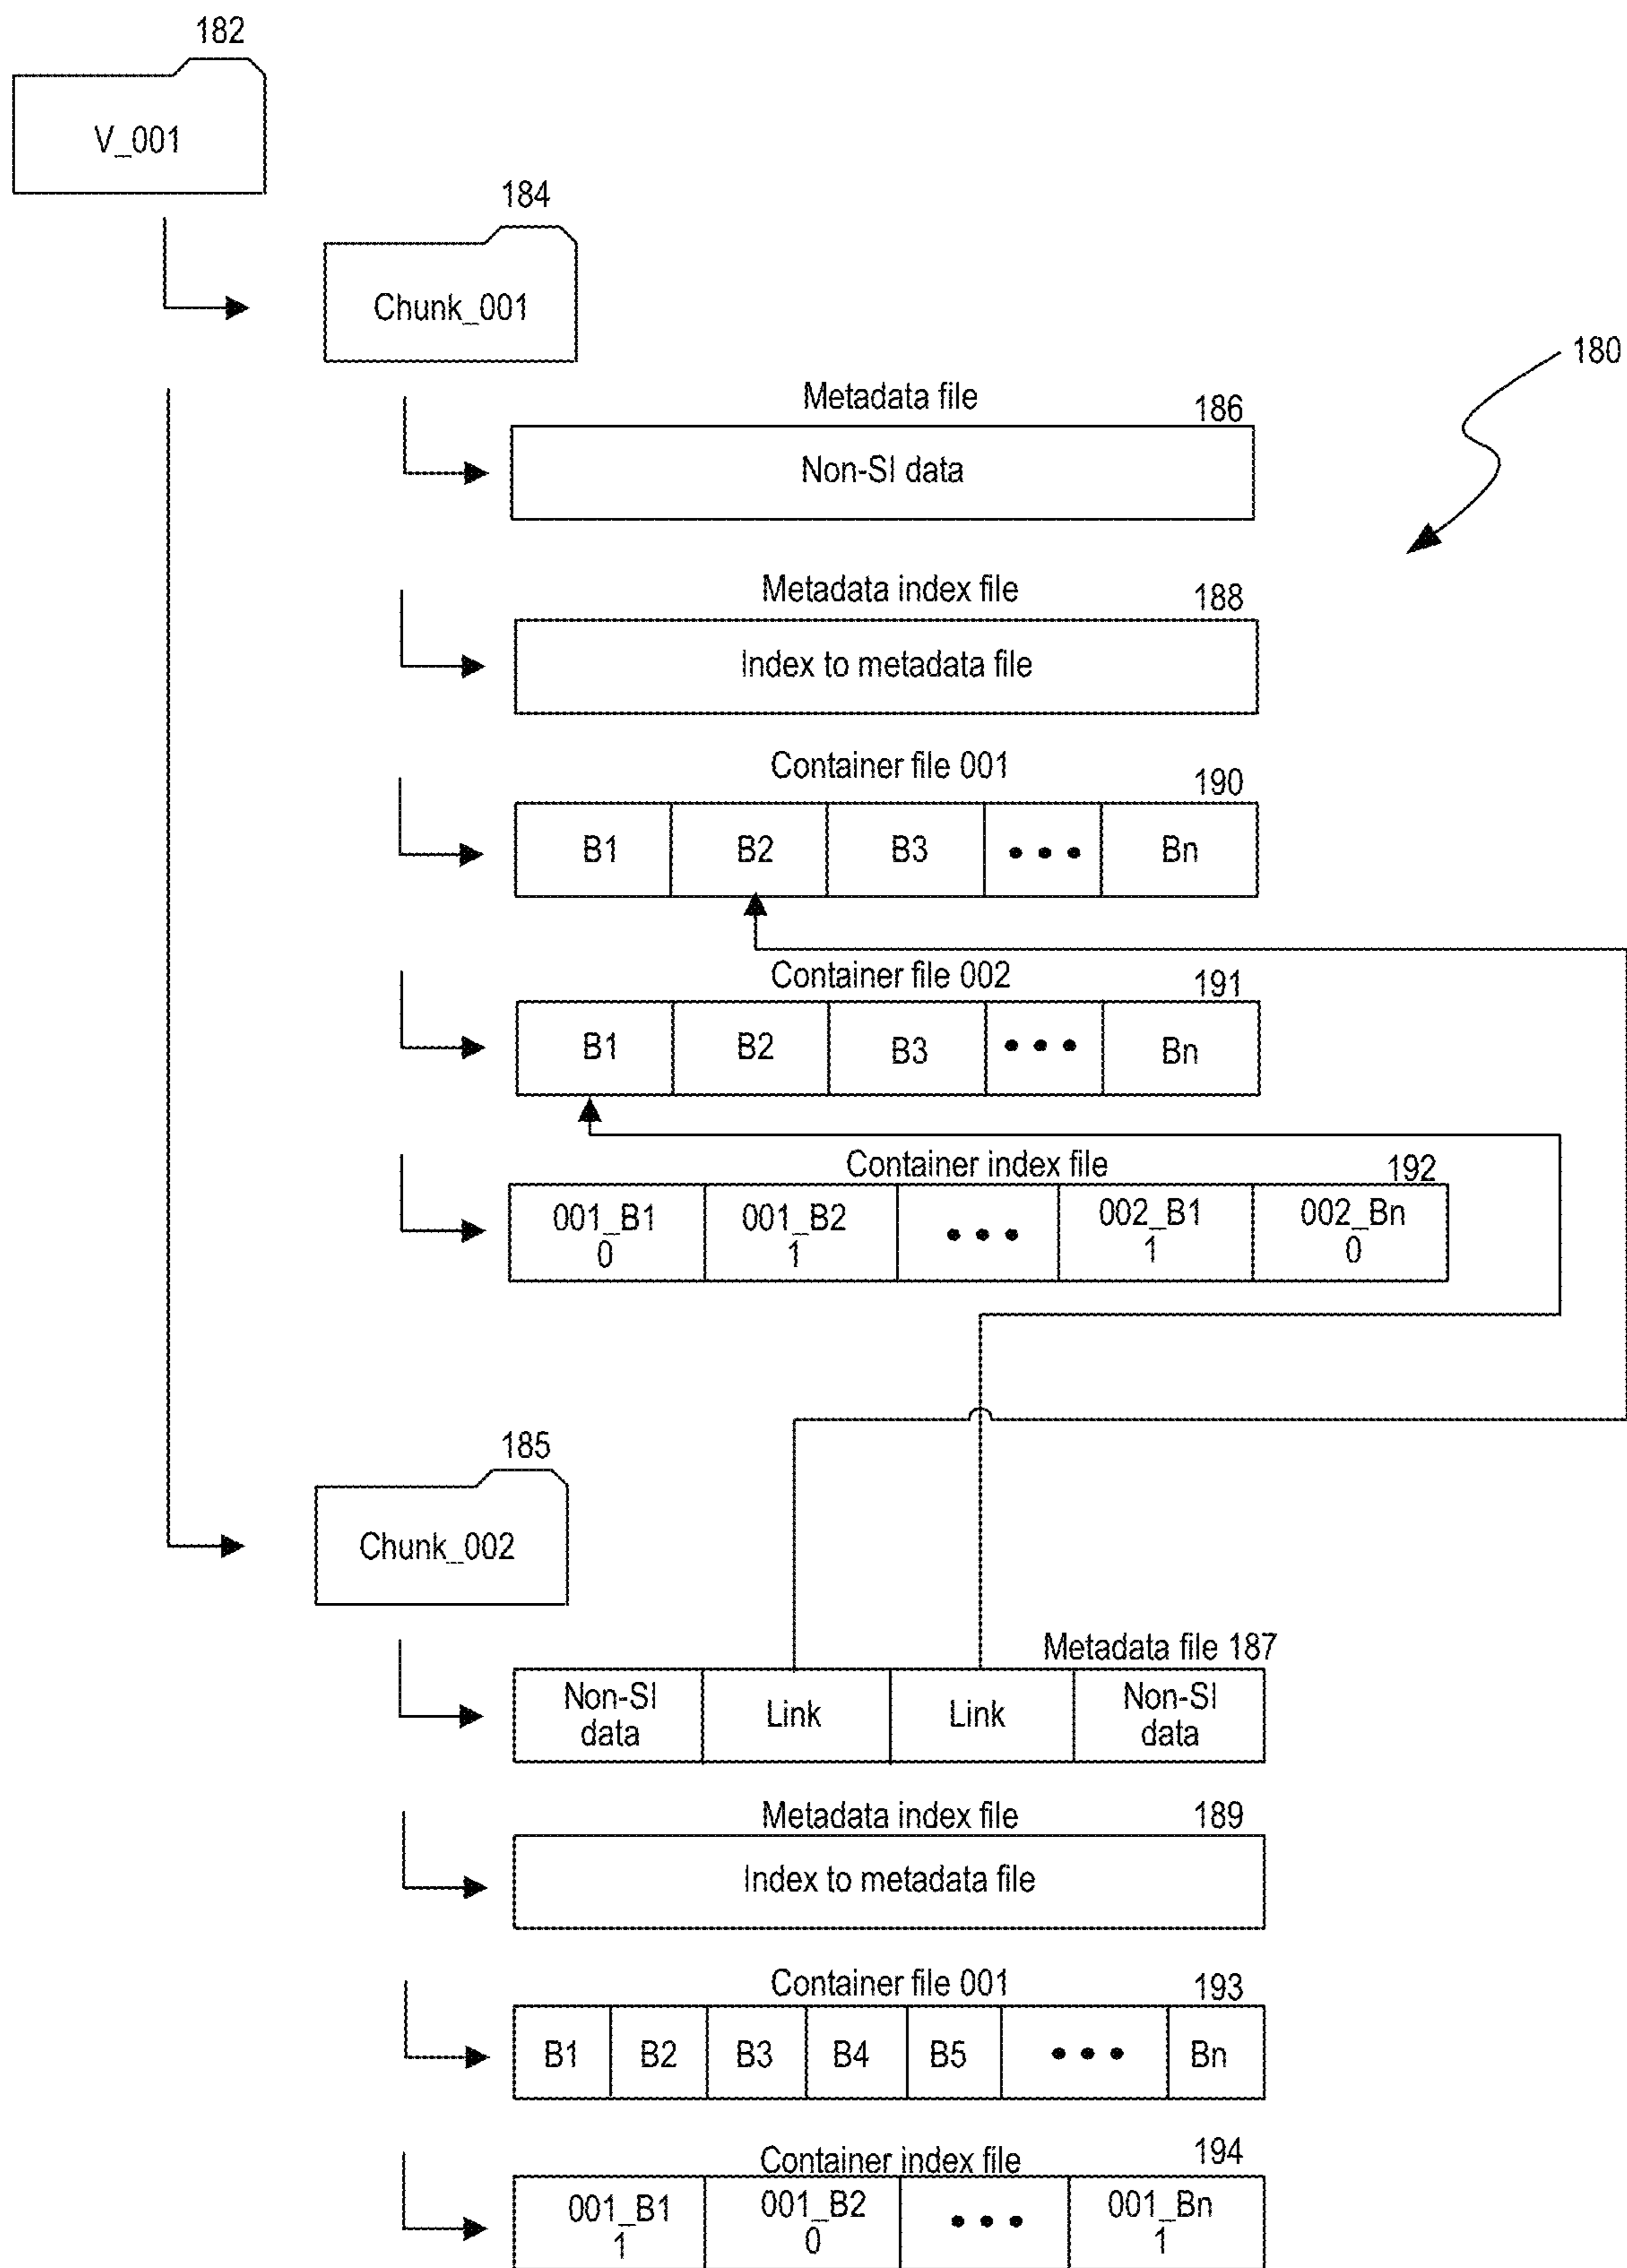 182
V_001
184
Chunk_001
180
Metadata file
186
Non-SI data
Metadata index file
188
Index to metadata file
Container file 001
190
B1 B2 B3 ••• Bn
Container file 002
191
B1 B2 B3 ••• Bn
Container index file
192
001_B1 001_B2 ••• 002_B1 002_Bn
0 1 1 0
185
Chunk_002
Metadata file 187
Non-SI Link Link Non-SI
data data
Metadata index file
189
Index to metadata file
Container file 001
193
B1 B2 B3 B4 B5 ••• Bn
Container index file
194
001_B1 001_B2 ••• 001_Bn
1 0 1